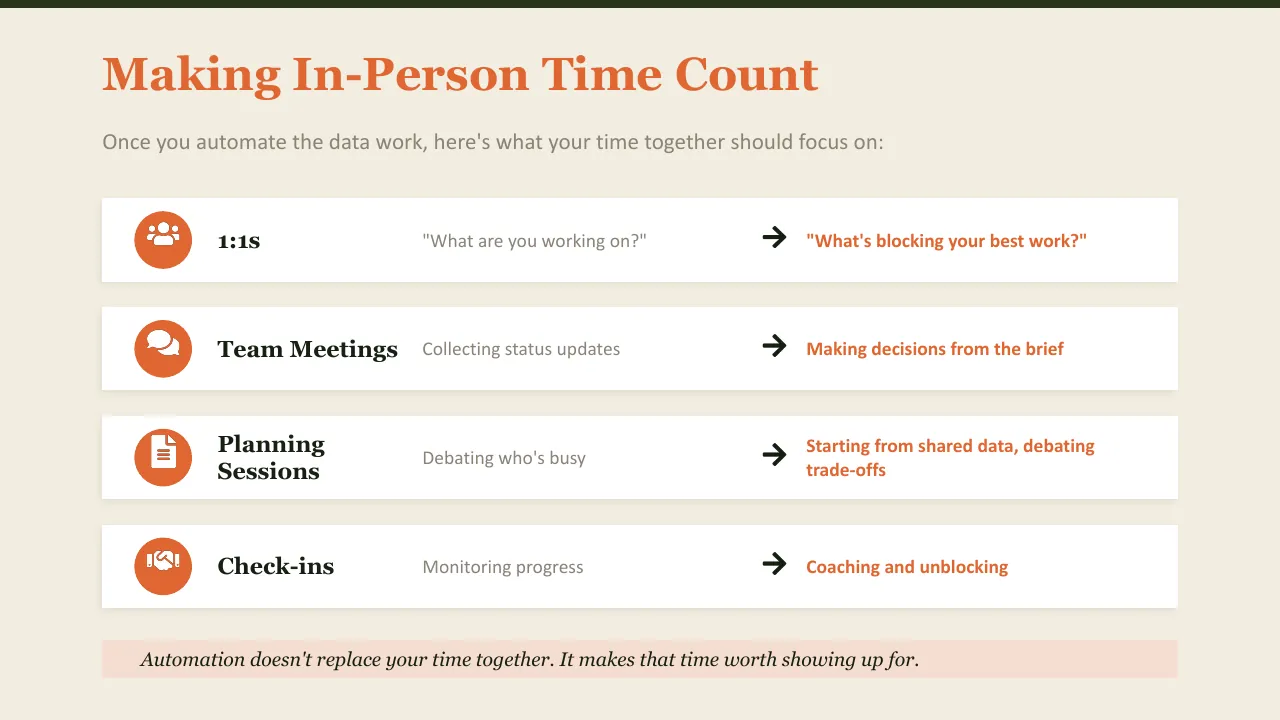 Making In-Person Time Count
Once you automate the data work, here's what your time together should focus on:
1:1s
"What are you working on?"
"What's blocking your best work?"
Team Meetings
Collecting status updates
Making decisions from the brief
Planning
Sessions
Debating who's busy
Starting from shared data, debating
trade-offs
Check-ins
Monitoring progress
Coaching and unblocking
Automation doesn't replace your time together. It makes that time worth showing up for.